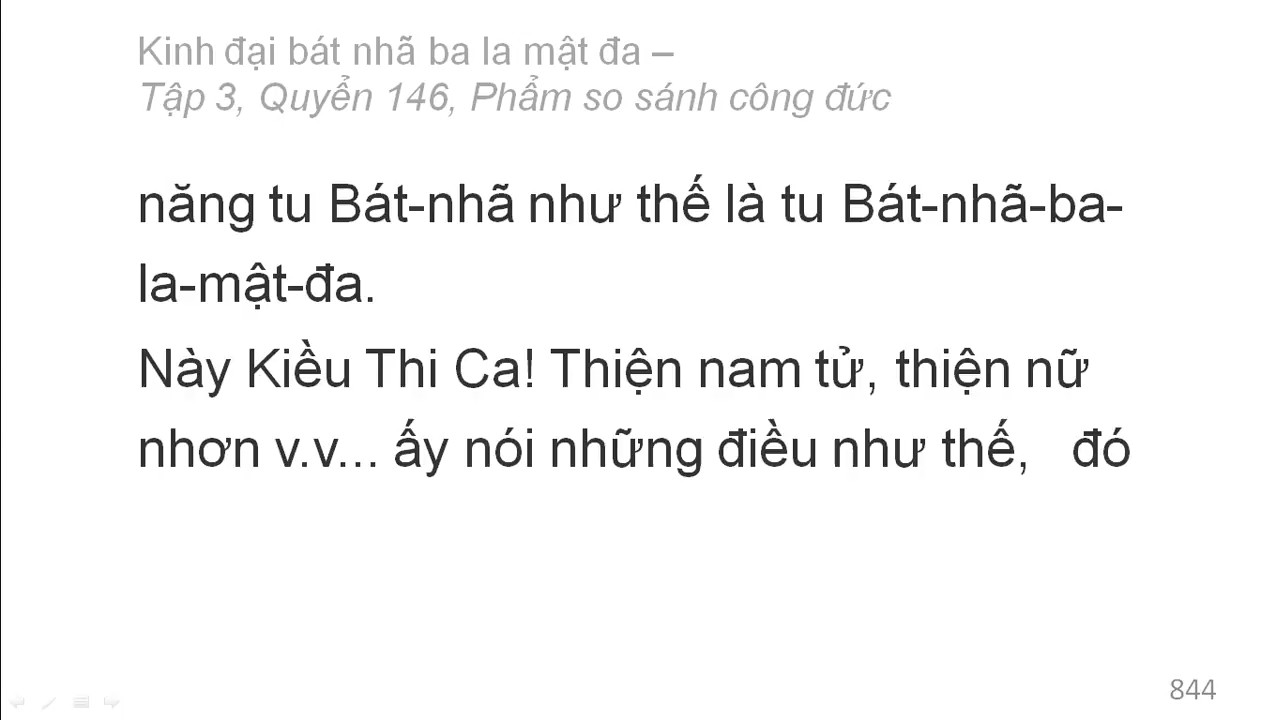 Kinh đại bát nhã ba la mật đa –
Tập 3, Quyển 146, Phẩm so sánh công đức
năng tu Bát-nhã như thế là tu Bát-nhã-ba-
la-mật-đa.
Này Kiều Thi Ca! Thiện nam tử, thiện nữ
nhơn v.v... ấy nói những điều như thế, đó
844